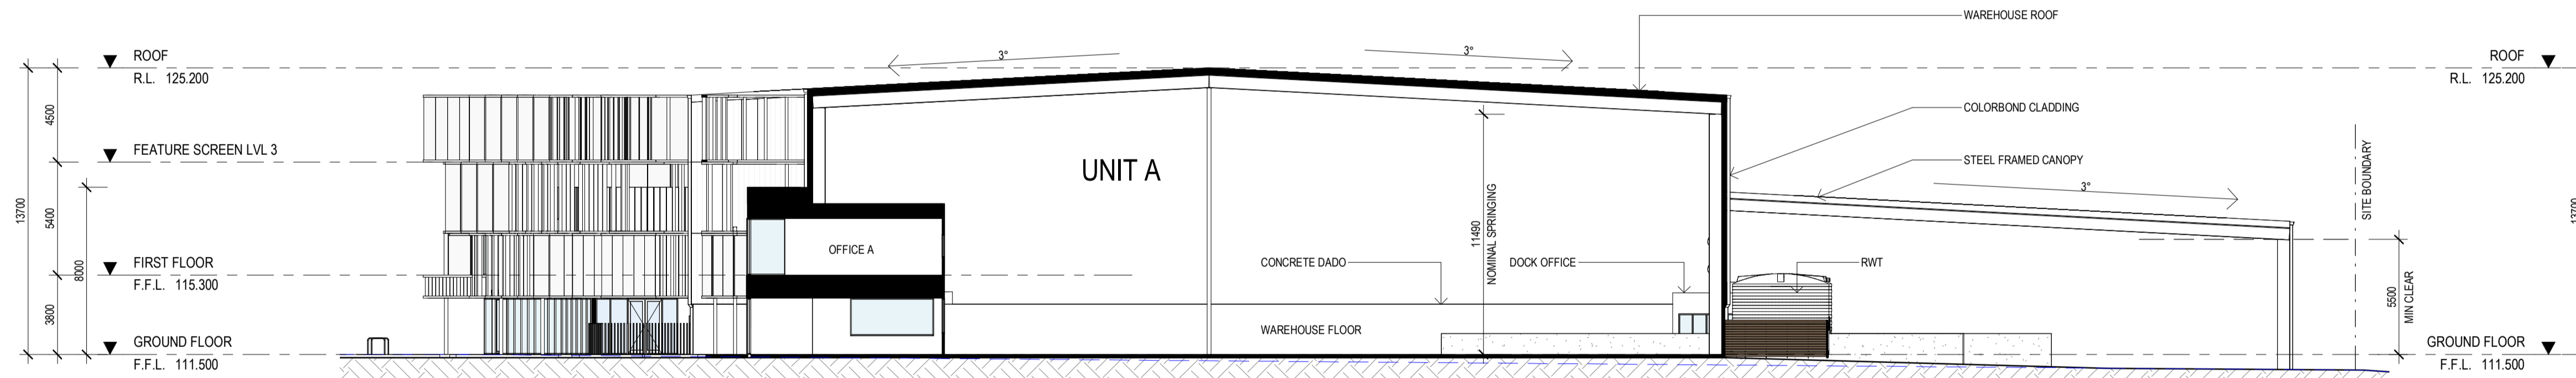 WAREHOUSE ROOF
3°
3°
ROOF
R.L. 125.200
ROOF
R.L. 125.200
COLORBOND CLADDING
4500
FEATURE SCREEN LVL 3
STEEL FRAMED CANOPY
UNIT A
3°
SITE BOUNDARY
13700
5400
8000
11490
NOMINAL SPRINGING
13700
OFFICE A
FIRST FLOOR
F.F.L. 115.300
CONCRETE DADO
DOCK OFFICE
RWT
3800
5500
MIN CLEAR
WAREHOUSE FLOOR
GROUND FLOOR
F.F.L. 111.500
GROUND FLOOR
F.F.L. 111.500